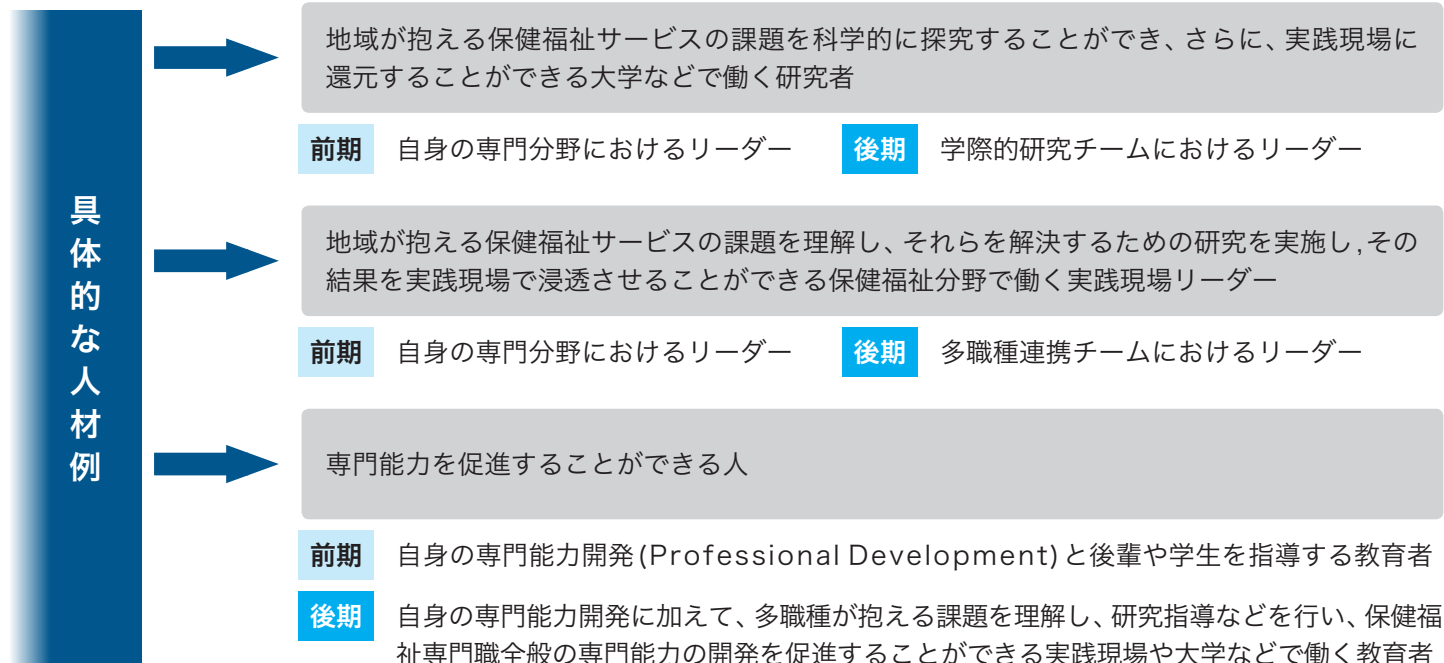 具体的な人材例
地域が抱える保健福祉サービスの課題を科学的に探究することができ、さらに、実践現場に
還元することができる大学などで働く研究者
前期 自身の専門分野におけるリーダー 後期 学際的研究チームにおけるリーダー
地域が抱える保健福祉サービスの課題を理解し、それらを解決するための研究を実施し,その
結果を実践現場で浸透させることができる保健福祉分野で働く実践現場リーダー
前期 自身の専門分野におけるリーダー 後期 多職種連携チームにおけるリーダー
専門能力を促進することができる人
前期 自身の専門能力開発(Professional Development)と後輩や学生を指導する教育者
後期 自身の専門能力開発に加えて、多職種が抱える課題を理解し、研究指導などを行い、保健福
祉専門職全般の専門能力の開発を促進することができる実践現場や大学などで働く教育者